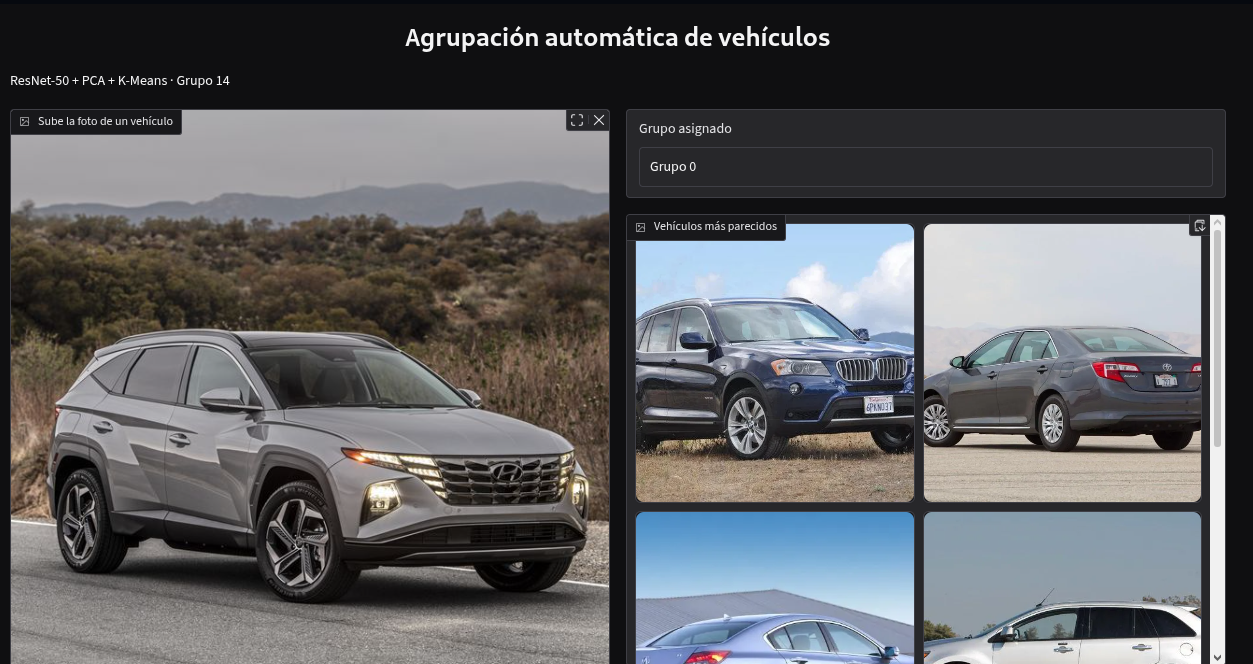 Agrupación automática de vehículos
ResNet-50 + PCA + K-Means · Grupo 14
Sube la foto de un vehículo
Grupo asignado
Grupo 0
Vehículos más parecidos